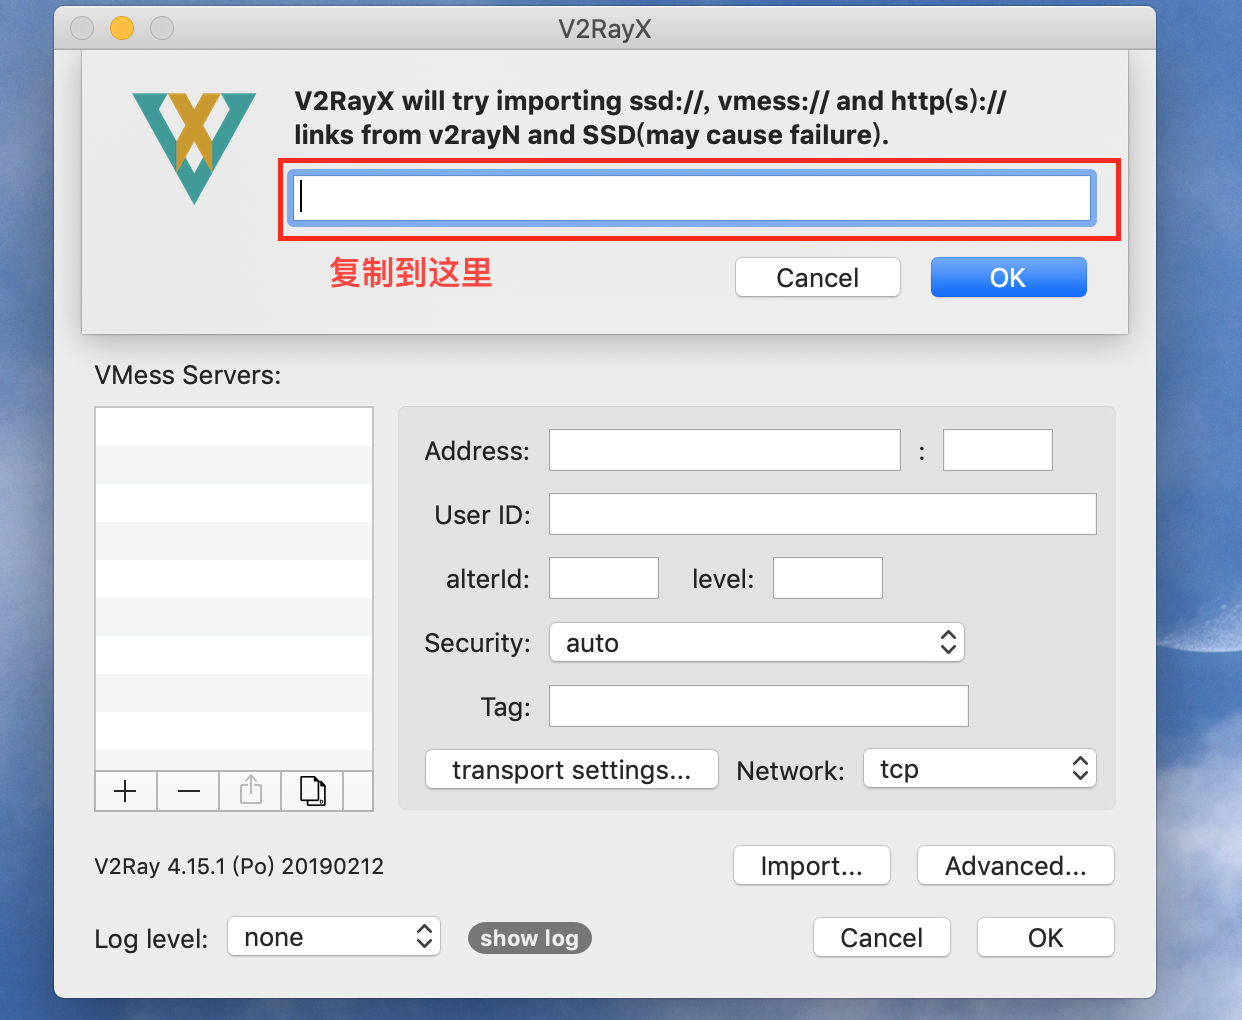 V2RayX
V2RayX will try importing ssd://, vmess:// and http(s)://
links from v2rayN and SSD(may cause failure).
复制到这里
Cancel
OK
VMess Servers:
Address:
:
User ID:
alterId:
level:
Security:
auto
Tag:
transport settings...
Network:
tcp
V2Ray 4.15.1 (Po) 20190212
Import...
Advanced...
Log level:
none
show log
Cancel
OK